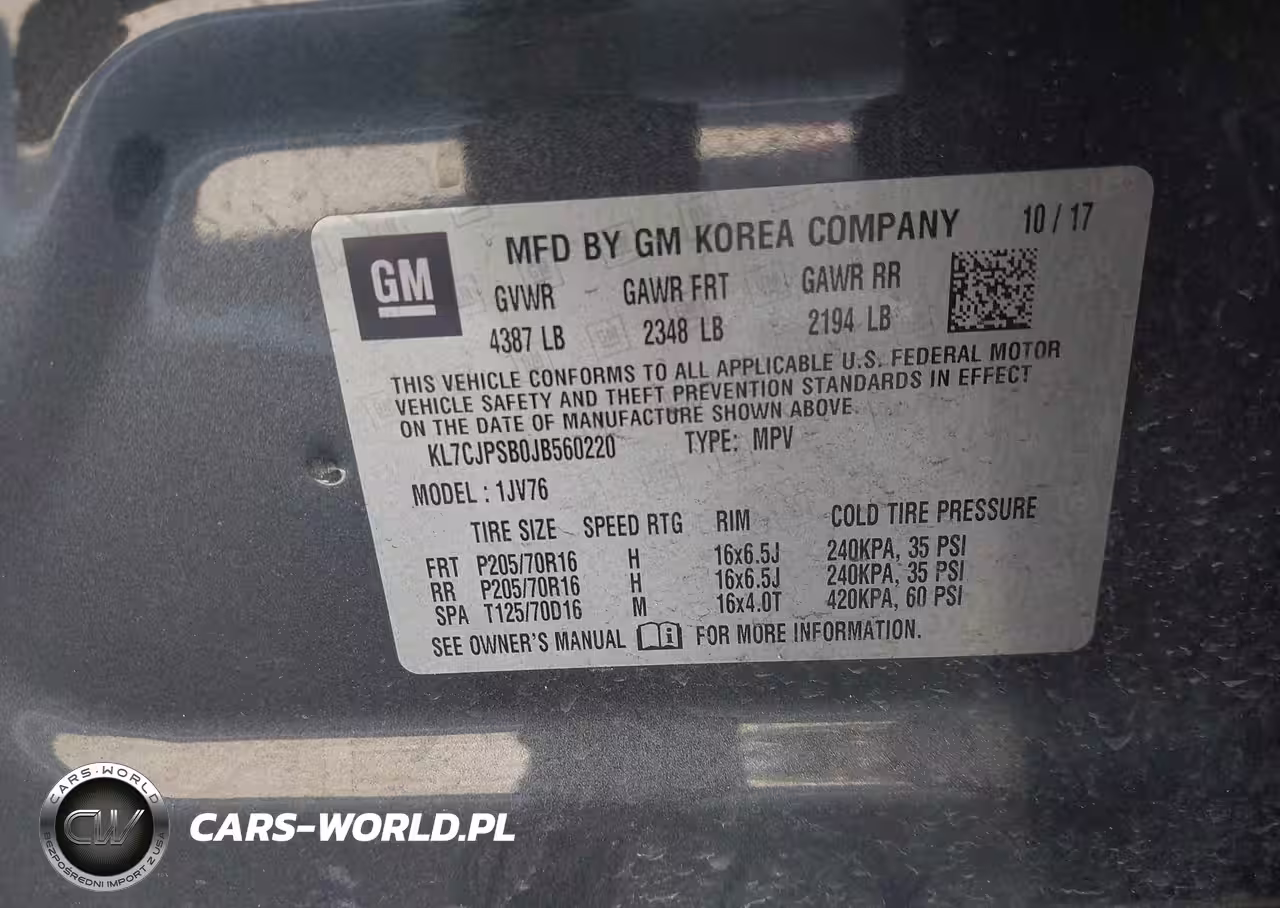 GM
MFD BY GM KOREA COMPANY 10 / 17
GVWR GAWR FRT GAWR RR
4387 LB 2348 LB 2194 LB
THIS VEHICLE CONFORMS TO ALL APPLICABLE U.S. FEDERAL MOTOR
VEHICLE SAFETY AND THEFT PREVENTION STANDARDS IN EFFECT
ON THE DATE OF MANUFACTURE SHOWN ABOVE.
KL7CJPSB0JB560220 TYPE: MPV
MODEL : 1JV76
TIRE SIZE SPEED RTG RIM COLD TIRE PRESSURE
FRT P205/70R16 H 16x6.5J 240KPA, 35 PSI
RR P205/70R16 H 16x6.5J 240KPA, 35 PSI
SPA T125/70D16 M 16x4.0T 420KPA, 60 PSI
SEE OWNER'S MANUAL FOR MORE INFORMATION.
CARS-WORLD
CW
BEZPOŚREDNI IMPORT Z USA
CARS-WORLD.PL